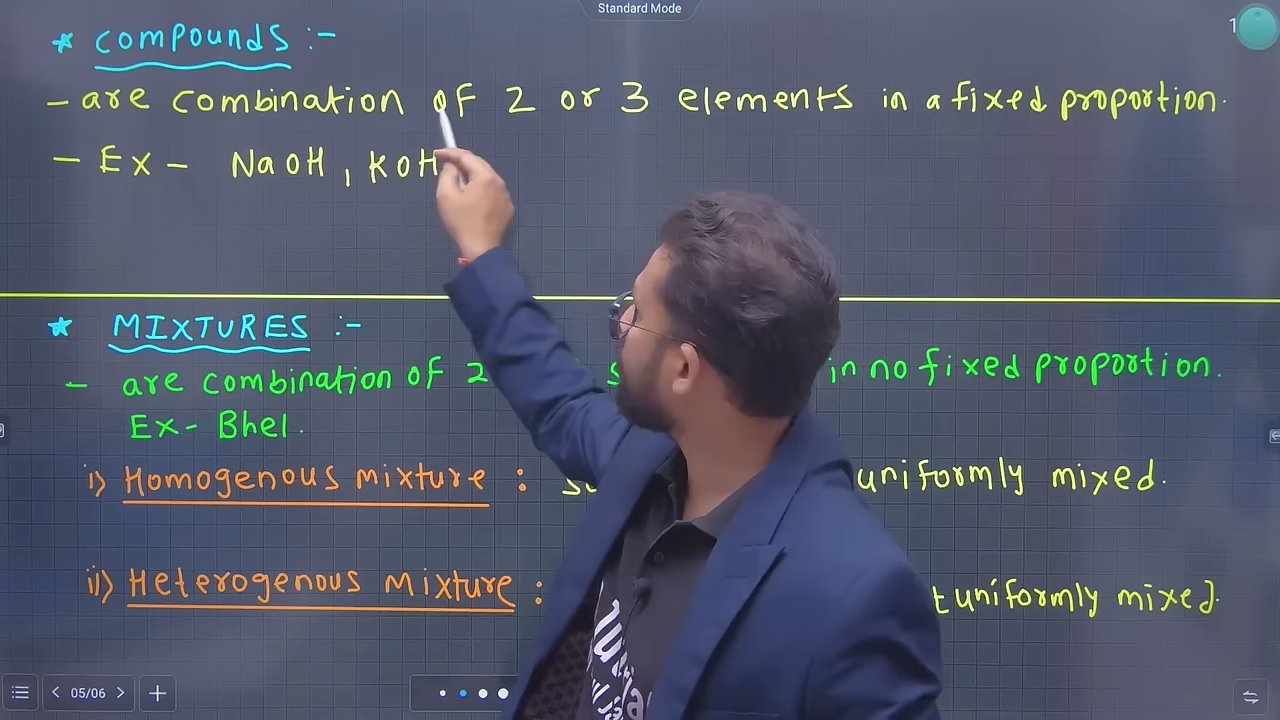 Standard Mode
1
* COMPOUNDS :-
- are combination of 2 or 3 elements in a fixed proportion.
- Ex - NaOH, KOH
* MIXTURES :-
- are combination of 2 in no fixed proportion.
Ex - Bhel.
i) Homogenous mixture : uniformly mixed.
ii) Heterogenous mixture : uniformly mixed.
05/06